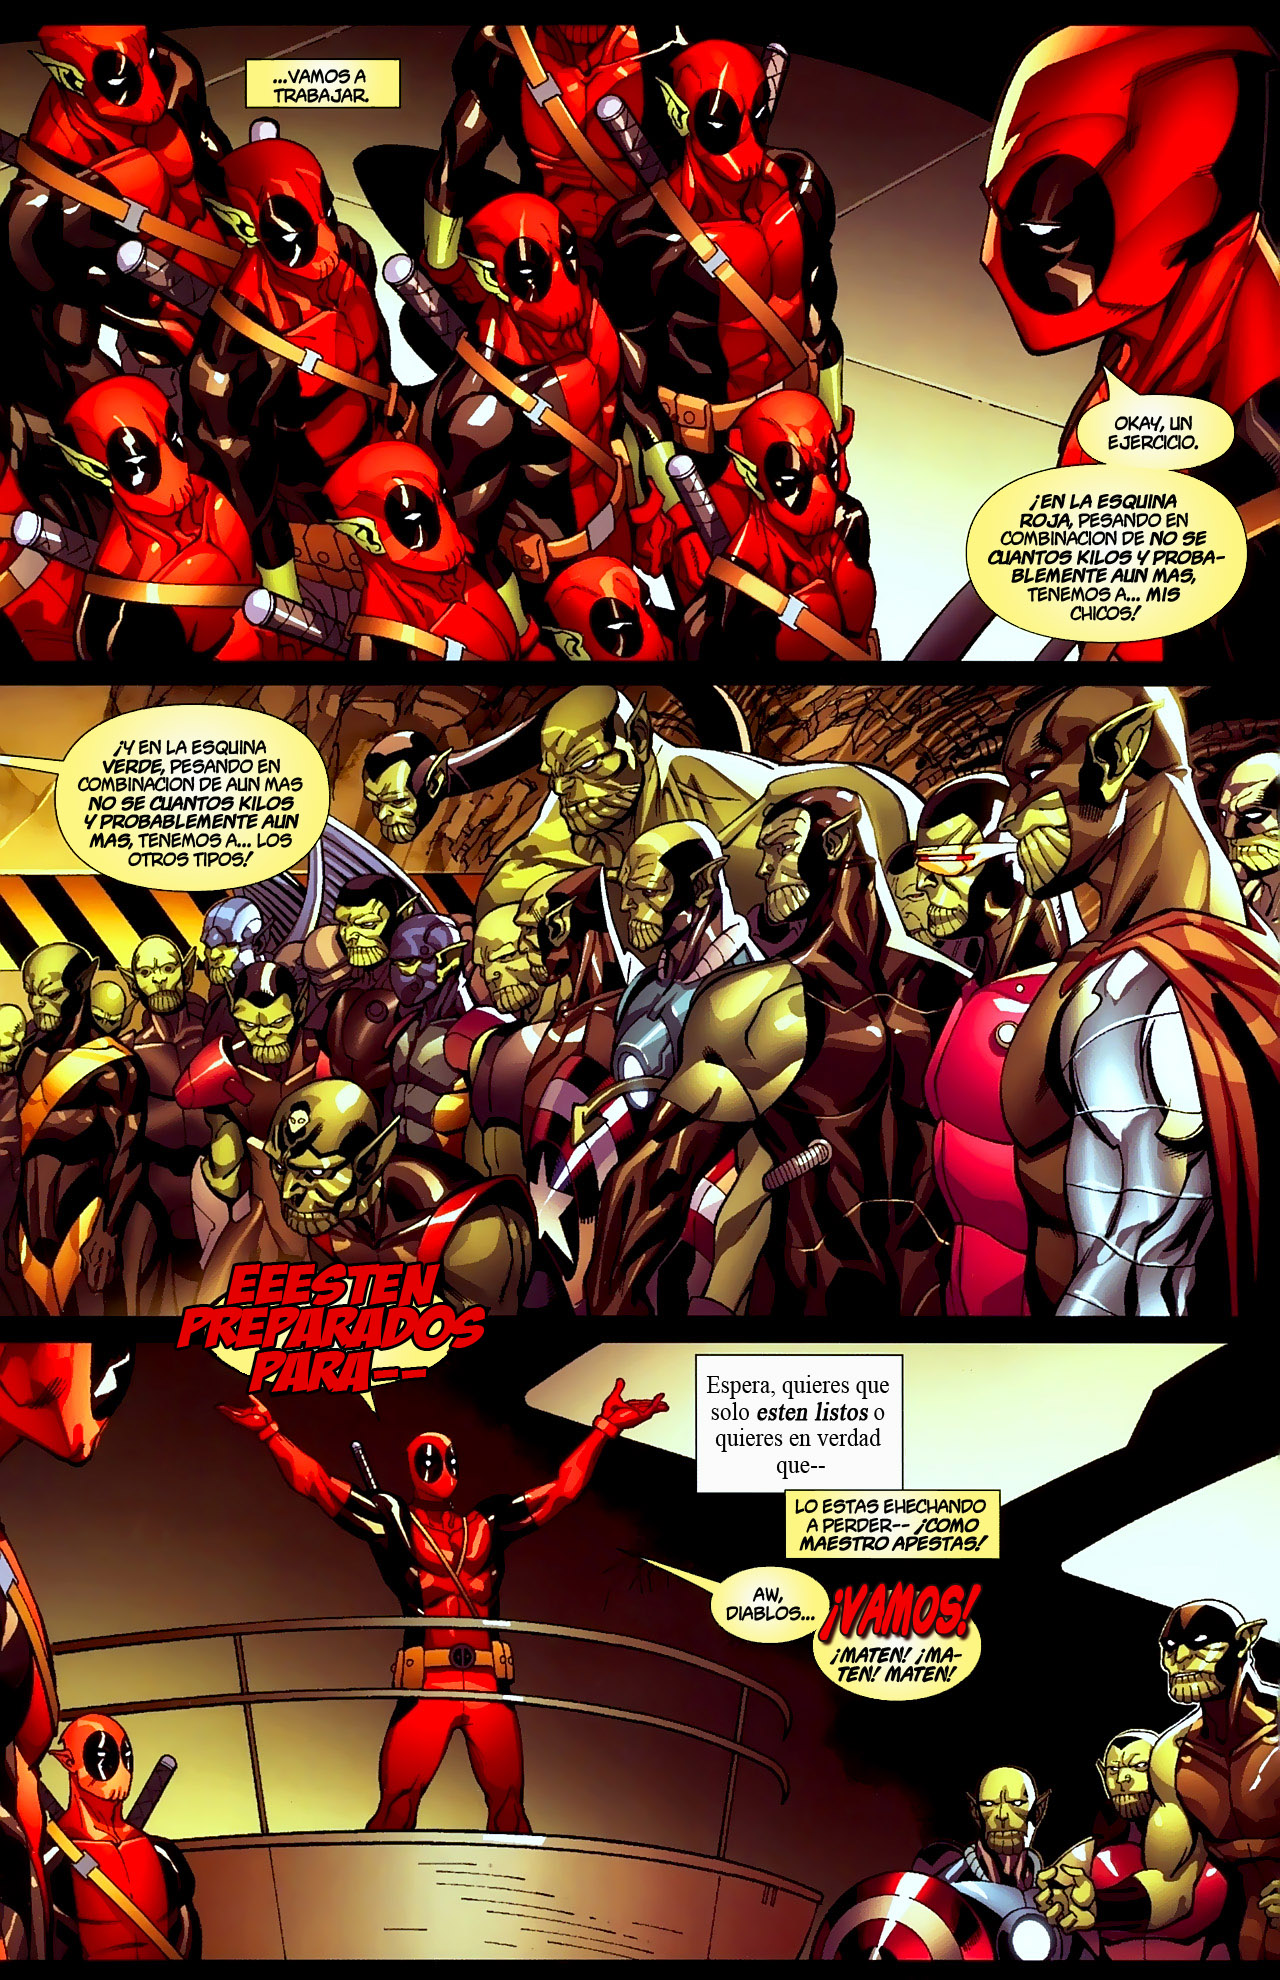 ...VAMOS A
TRABAJAR.
OKAY, UN
EJERCICIO.
¡EN LA ESQUINA
ROJA, PESANDO EN
COMBINACION DE NO SE
CUANTOS KILOS Y PROBA-
BLEMENTE AUN MAS,
TENEMOS A... MIS
CHICOS!
¡Y EN LA ESQUINA
VERDE, PESANDO EN
COMBINACION DE AUN MAS
NO SE CUANTOS KILOS
Y PROBABLEMENTE AUN
MAS, TENEMOS A... LOS
OTROS TIPOS!
EEESTEN
PREPARADOS
PARA--
Espera, quieres que
solo esten listos o
quieres en verdad
que--
LO ESTAS EHECHANDO
A PERDER-- ¡COMO
MAESTRO APESTAS!
AW,
DIABLOS...
¡VAMOS!
¡MATEN! ¡MA-
TEN! MATEN!